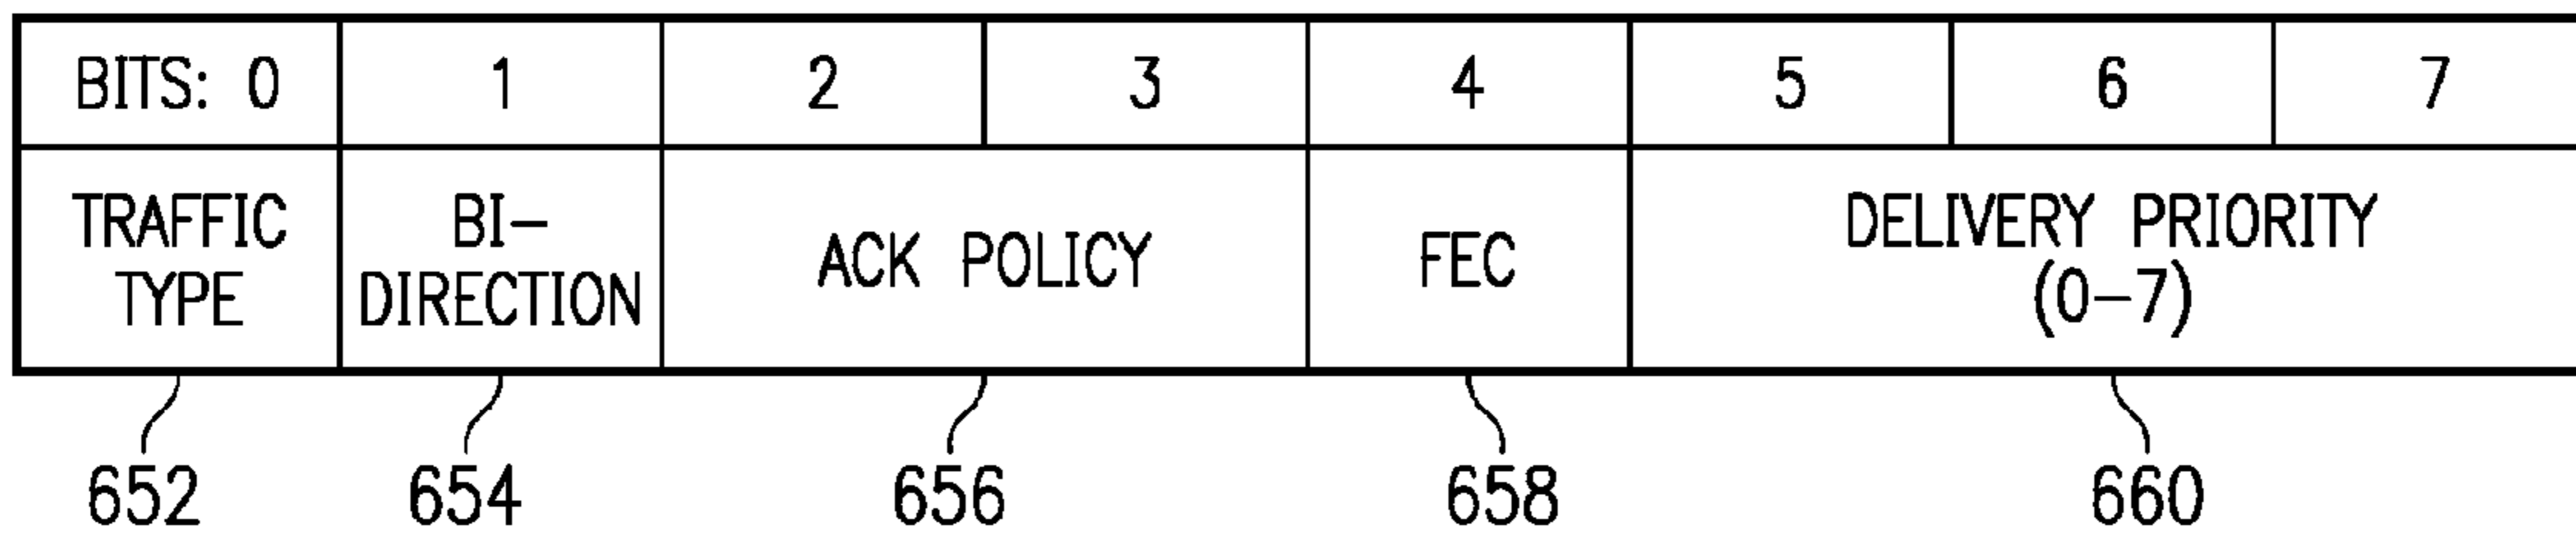 BITS: 0 1 2 3 4 5 6 7
TRAFFIC TYPE
BI-
DIRECTION
ACK POLICY
FEC
DELIVERY PRIORITY
(0-7)
652 654 656 658 660